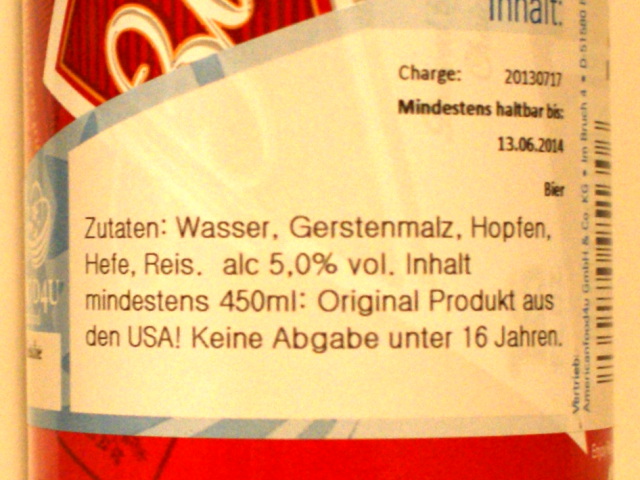 Inhalt:
Charge: 20130717
Mindestens haltbar bis:
13.06.2014
Bier
Zutaten: Wasser, Gerstenmalz, Hopfen,
Hefe, Reis. alc 5,0% vol. Inhalt
mindestens 450ml: Original Produkt aus
den USA! Keine Abgabe unter 16 Jahren.
Vertrieb:
Americanfood4u GmbH & Co. KG • Im Bruch 4 • D-51580